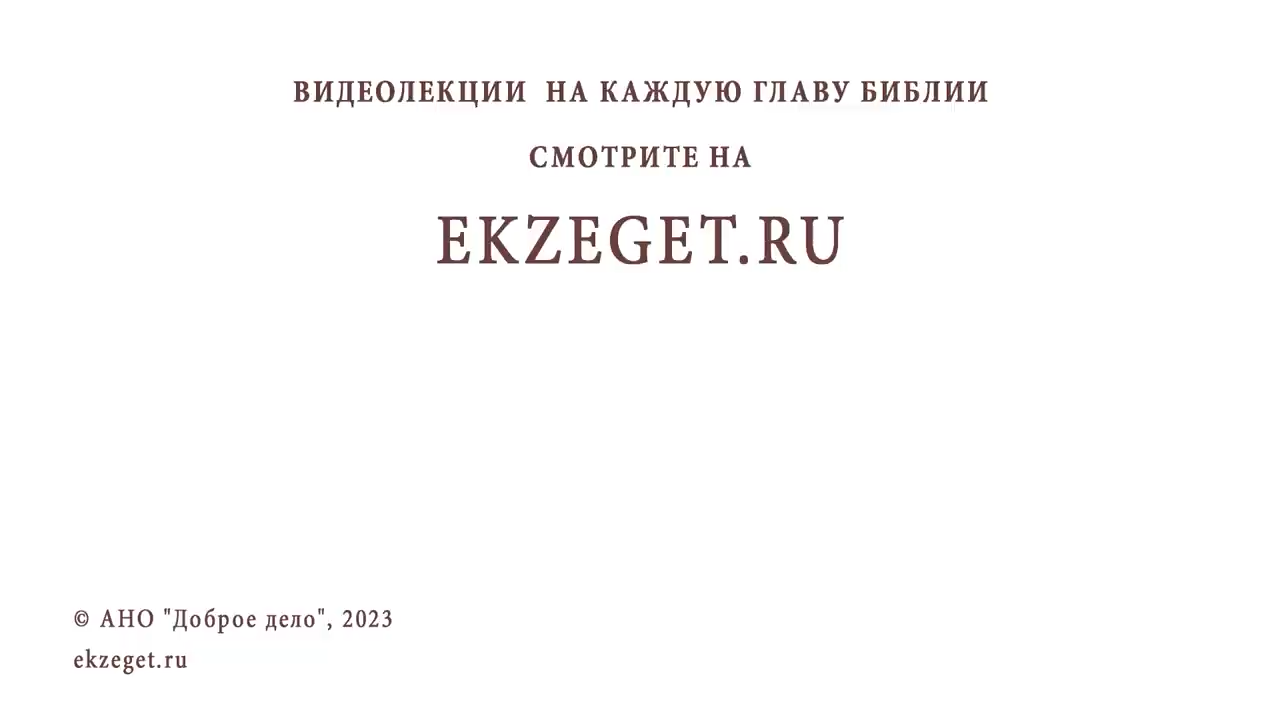 ВИДЕОЛЕКЦИИ НА КАЖДУЮ ГЛАВУ БИБЛИИ
СМОТРИТЕ НА
EKZEGET.RU
© АНО "Доброе дело", 2023
ekzeget.ru